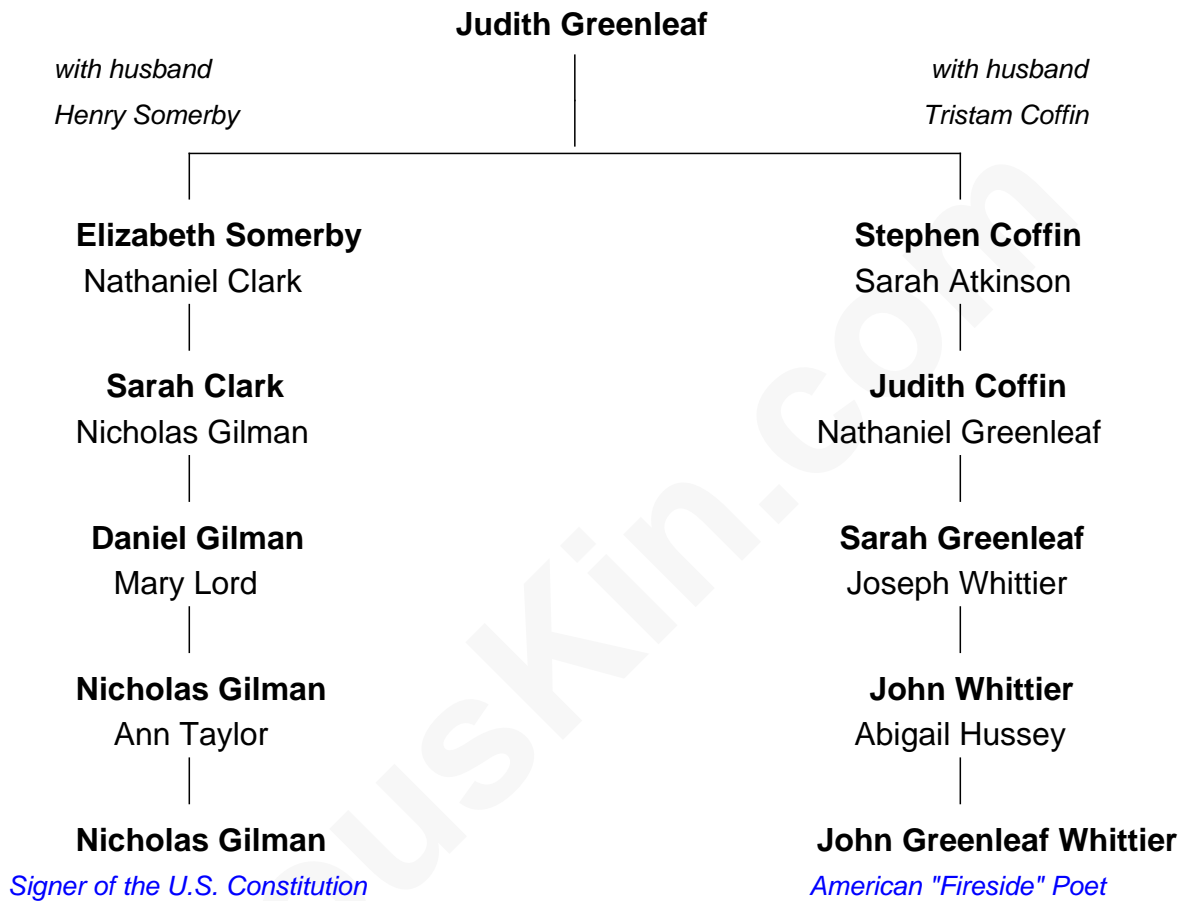 Judith Greenleaf
with husband
Henry Somerby
with husband
Tristam Coffin
Elizabeth Somerby
Nathaniel Clark
Stephen Coffin
Sarah Atkinson
Sarah Clark
Nicholas Gilman
Judith Coffin
Nathaniel Greenleaf
Daniel Gilman
Mary Lord
Sarah Greenleaf
Joseph Whittier
Nicholas Gilman
Ann Taylor
John Whittier
Abigail Hussey
Nicholas Gilman
Signer of the U.S. Constitution
John Greenleaf Whittier
American "Fireside" Poet
usKin.com